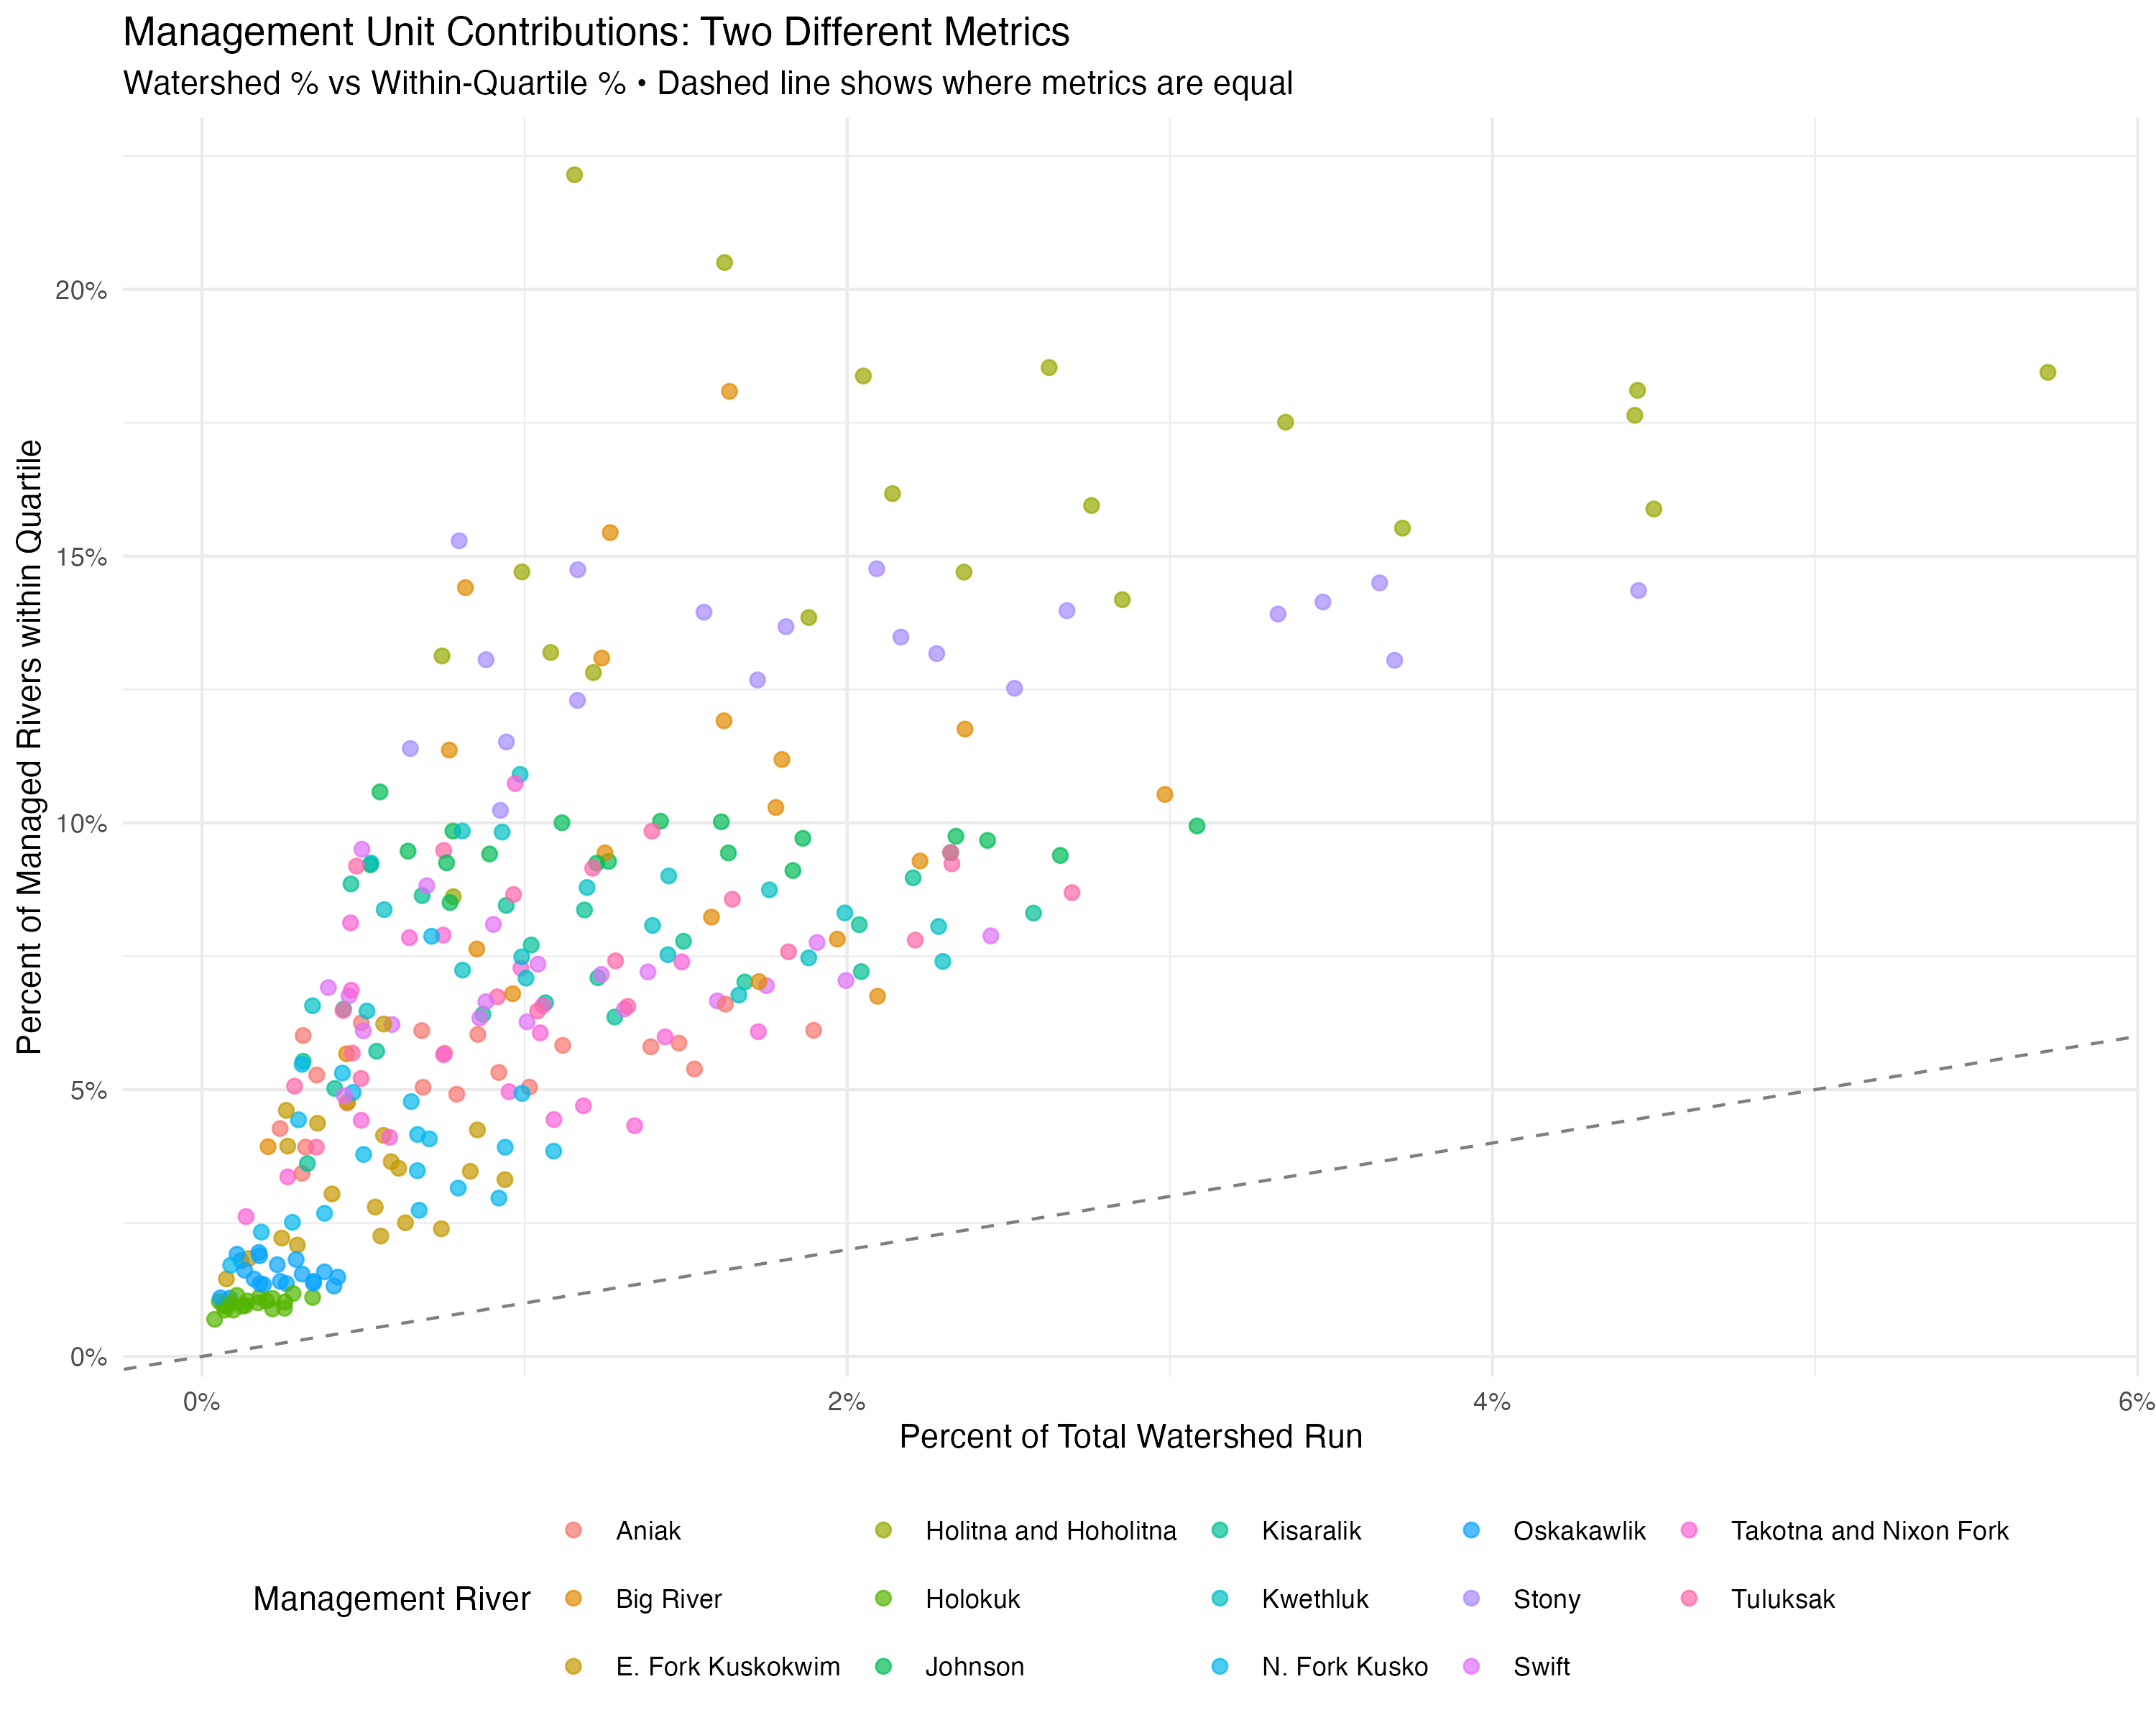 Management Unit Contributions: Two Different Metrics
Watershed % vs Within-Quartile % • Dashed line shows where metrics are equal
Percent of Managed Rivers within Quartile
20%
15%
10%
5%
0%
0%
2%
4%
6%
Percent of Total Watershed Run
Management River
Aniak
Big River
E. Fork Kuskokwim
Holitna and Hoholitna
Holokuk
Johnson
Kisaralik
Kwethluk
N. Fork Kusko
Oskakawlik
Stony
Swift
Takotna and Nixon Fork
Tuluksak